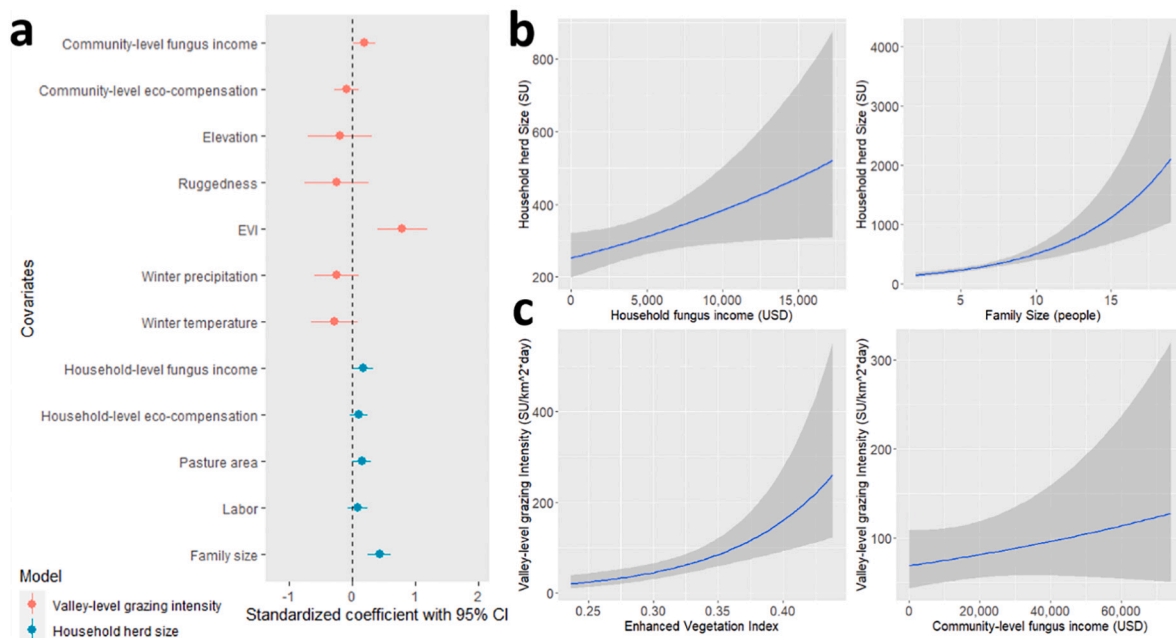 a
Covariates
Community-level fungus income
Community-level eco-compensation
Elevation
Ruggedness
EVI
Winter precipitation
Winter temperature
Household-level fungus income
Household-level eco-compensation
Pasture area
Labor
Family size
-1 0 1 2
Standardized coefficient with 95% CI
Model
Valley-level grazing intensity
Household herd size
b
Household herd Size (SU)
800
600
400
200
0 5,000 10,000 15,000
Household fungus income (USD)
Household herd Size (SU)
4000
3000
2000
1000
0
5 10 15
Family Size (people)
c
Valley-level grazing Intensity (SU/km^2*day)
400
200
0
0.25 0.30 0.35 0.40
Enhanced Vegetation Index
Valley-level grazing Intensity (SU/km^2*day)
300
200
100
0 20,000 40,000 60,000
Community-level fungus income (USD)